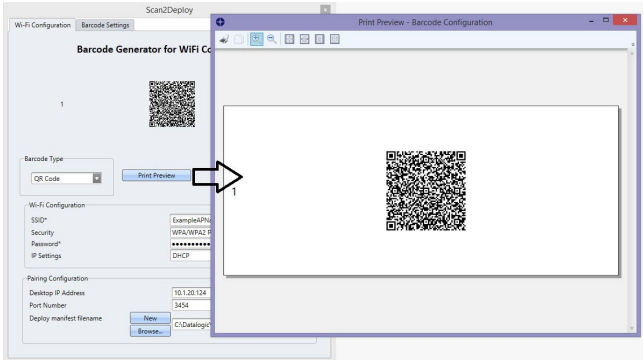 Scan2Deploy
x
Wi-Fi Configuration Barcode Settings
Barcode Generator for WiFi Co
1
Barcode Type
QR Code
Print Preview
Wi-Fi Configuration
SSID* ExampleAPN
Security WPA/WPA2 P
Password* ••••••••••
IP Settings DHCP
Pairing Configuration
Desktop IP Address 10.1.20.124
Port Number 3454
Deploy manifest filename New
Browse... C:\Datalogic\
Print Preview - Barcode Configuration
1